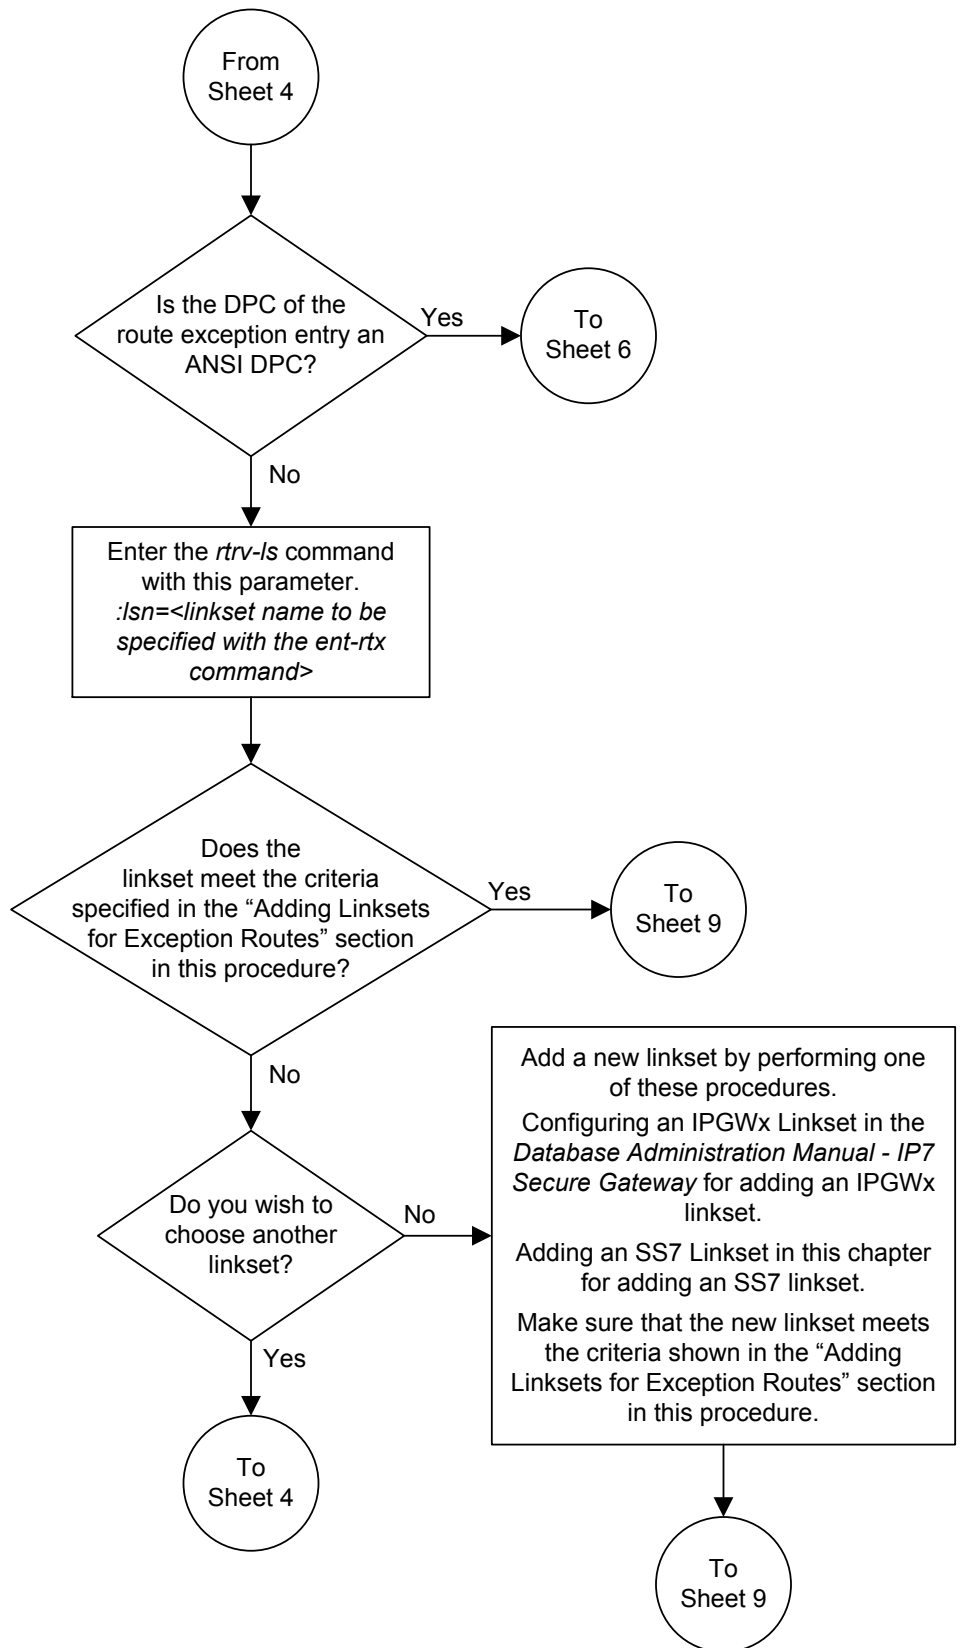 From
Sheet 4
Is the DPC of the
route exception entry an
ANSI DPC?
Yes
To
Sheet 6
No
Enter the rtrv-ls command
with this parameter.
:lsn=<linkset name to be
specified with the ent-rtx
command>
Does the
linkset meet the criteria
specified in the “Adding Linksets
for Exception Routes” section
in this procedure?
Yes
To
Sheet 9
No
Do you wish to
choose another
linkset?
No
Add a new linkset by performing one
of these procedures.
Configuring an IPGWx Linkset in the
Database Administration Manual - IP7
Secure Gateway for adding an IPGWx
linkset.
Adding an SS7 Linkset in this chapter
for adding an SS7 linkset.
Make sure that the new linkset meets
the criteria shown in the “Adding
Linksets for Exception Routes” section
in this procedure.
Yes
To
Sheet 4
To
Sheet 9